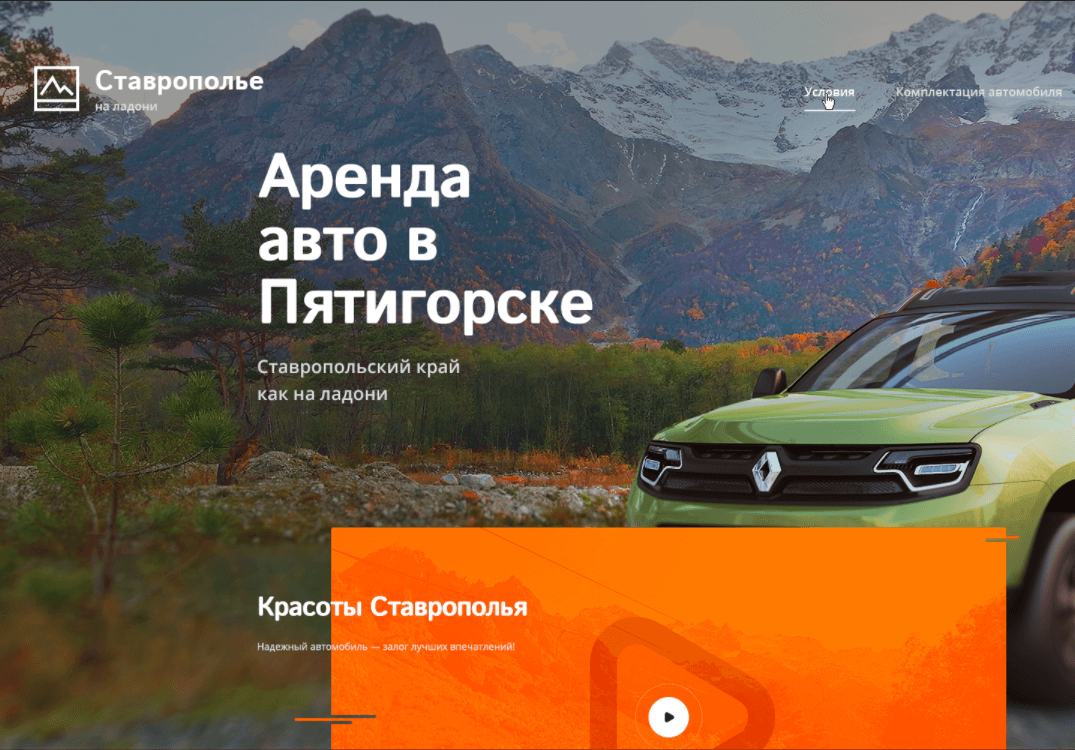 Ставрополье
на ладони
Условия
Комплектация автомобиля
Аренда
авто в
Пятигорске
Ставропольский край
как на ладони
Красоты Ставрополья
Надежный автомобиль — залог лучших впечатлений!